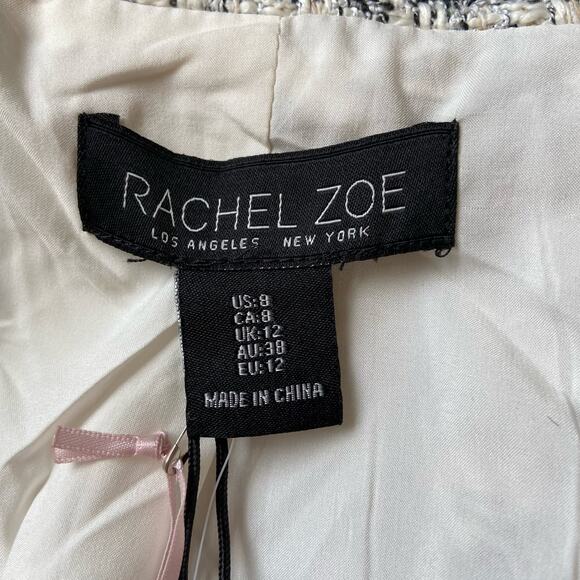 RACHEL ZOE
LOS ANGELES NEW YORK
US:8
CA:8
UK:12
AU:38
EU:12
MADE IN CHINA